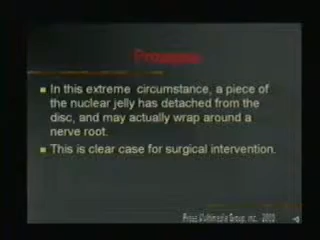 In this extreme circumstance, a piece of
the nuclear jelly has detached from the
disc, and may actually wrap around a
nerve root.
This is clear case for surgical intervention.
Multimedia Group, Inc. 2003